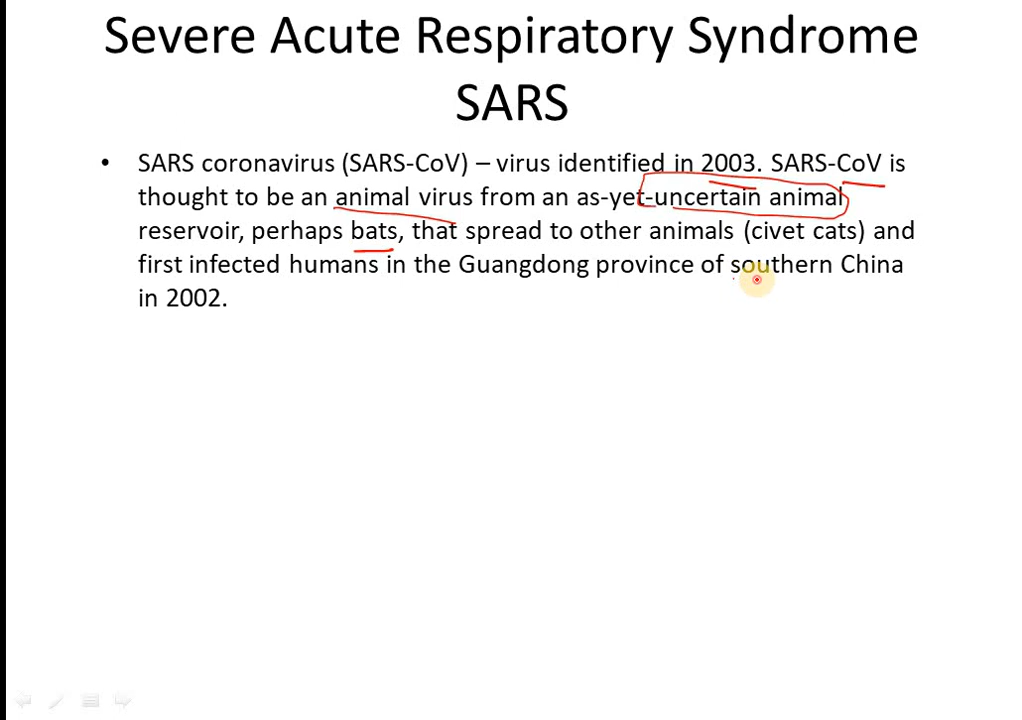 Severe Acute Respiratory Syndrome
SARS
• SARS coronavirus (SARS-CoV) – virus identified in 2003. SARS-CoV is
thought to be an animal virus from an as-yet-uncertain animal
reservoir, perhaps bats, that spread to other animals (civet cats) and
first infected humans in the Guangdong province of southern China
in 2002.